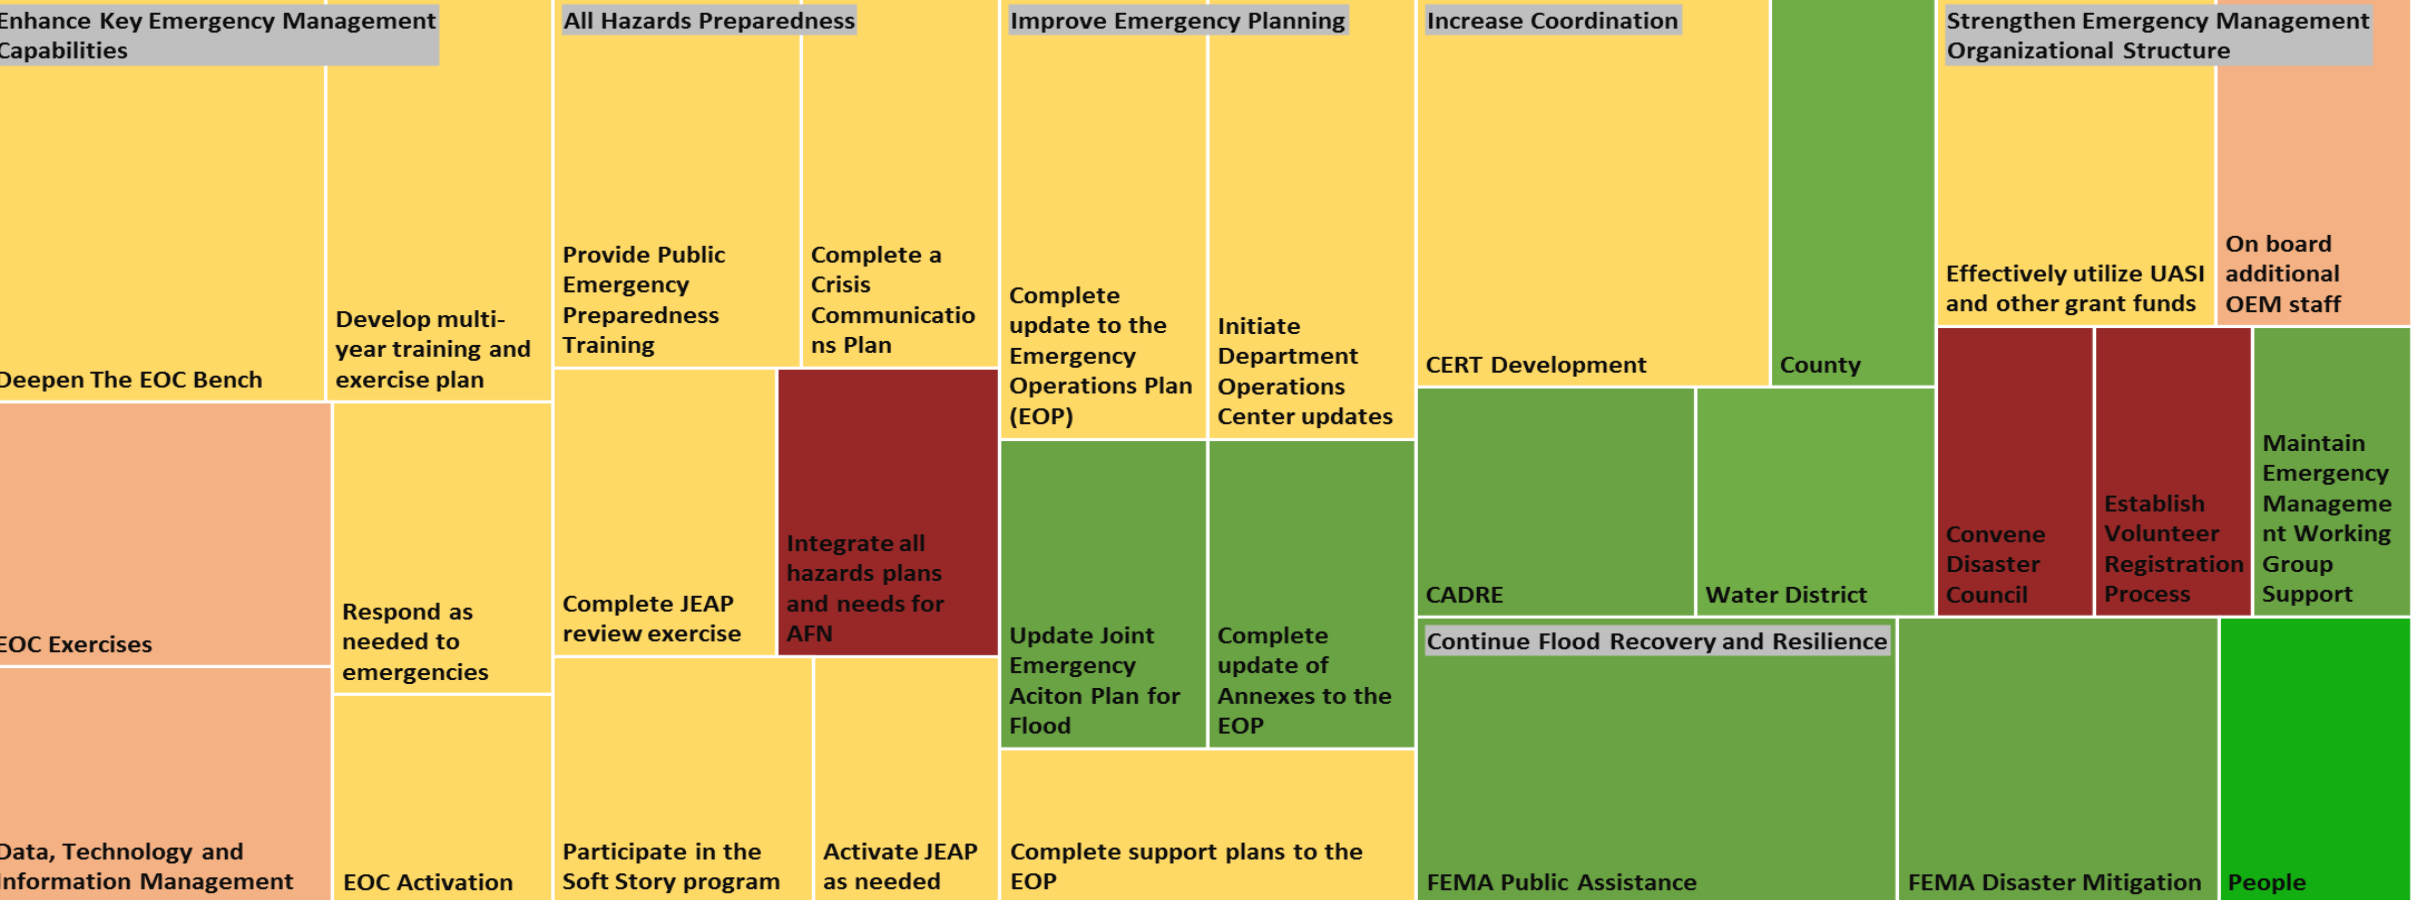 Enhance Key Emergency Management
Capabilities
Deepen The EOC Bench
Develop multi-
year training and
exercise plan
EOC Exercises
Respond as
needed to
emergencies
Data, Technology and
Information Management
EOC Activation
All Hazards Preparedness
Provide Public
Emergency
Preparedness
Training
Complete a
Crisis
Communicatio
ns Plan
Complete JEAP
review exercise
Integrate all
hazards plans
and needs for
AFN
Participate in the
Soft Story program
Activate JEAP
as needed
Improve Emergency Planning
Complete
update to the
Emergency
Operations Plan
(EOP)
Initiate
Department
Operations
Center updates
Update Joint
Emergency
Aciton Plan for
Flood
Complete
update of
Annexes to the
EOP
Complete support plans to the
EOP
Increase Coordination
CERT Development
County
CADRE
Water District
Strengthen Emergency Management
Organizational Structure
Effectively utilize UASI
and other grant funds
On board
additional
OEM staff
Convene
Disaster
Council
Establish
Volunteer
Registration
Process
Maintain
Emergency
Manageme
nt Working
Group
Support
Continue Flood Recovery and Resilience
FEMA Public Assistance
FEMA Disaster Mitigation
People